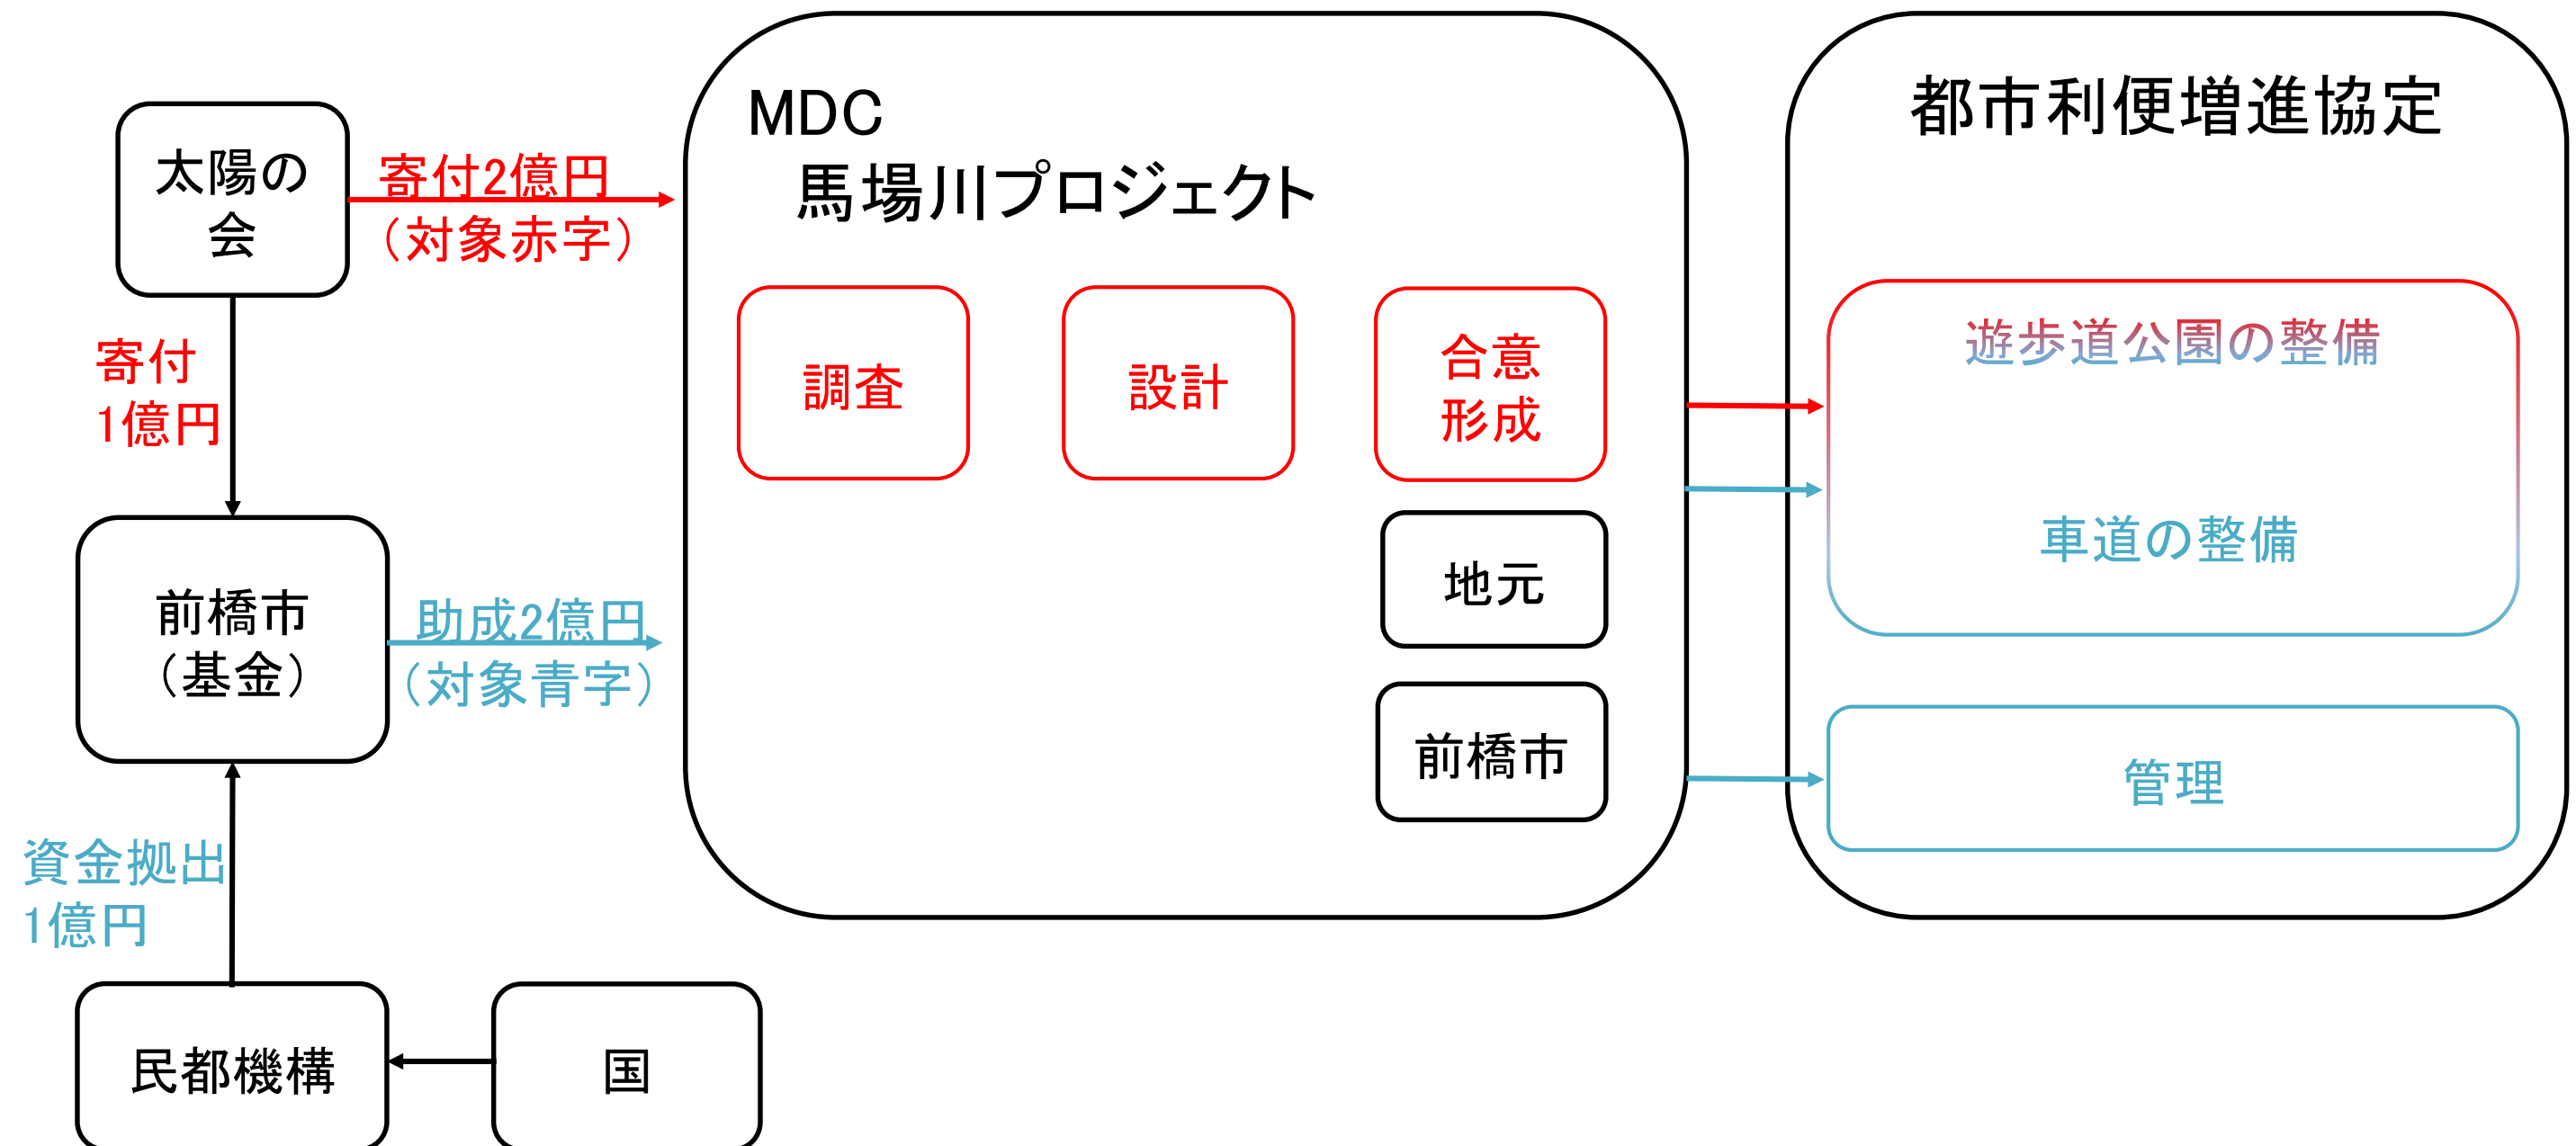 太陽の
会
寄付2億円
（対象赤字）
寄付
1億円
前橋市
（基金）
助成2億円
（対象青字）
資金拠出
1億円
民都機構
国
MDC
馬場川プロジェクト
調査
設計
合意
形成
地元
前橋市
都市利便増進協定
遊歩道公園の整備
車道の整備
管理